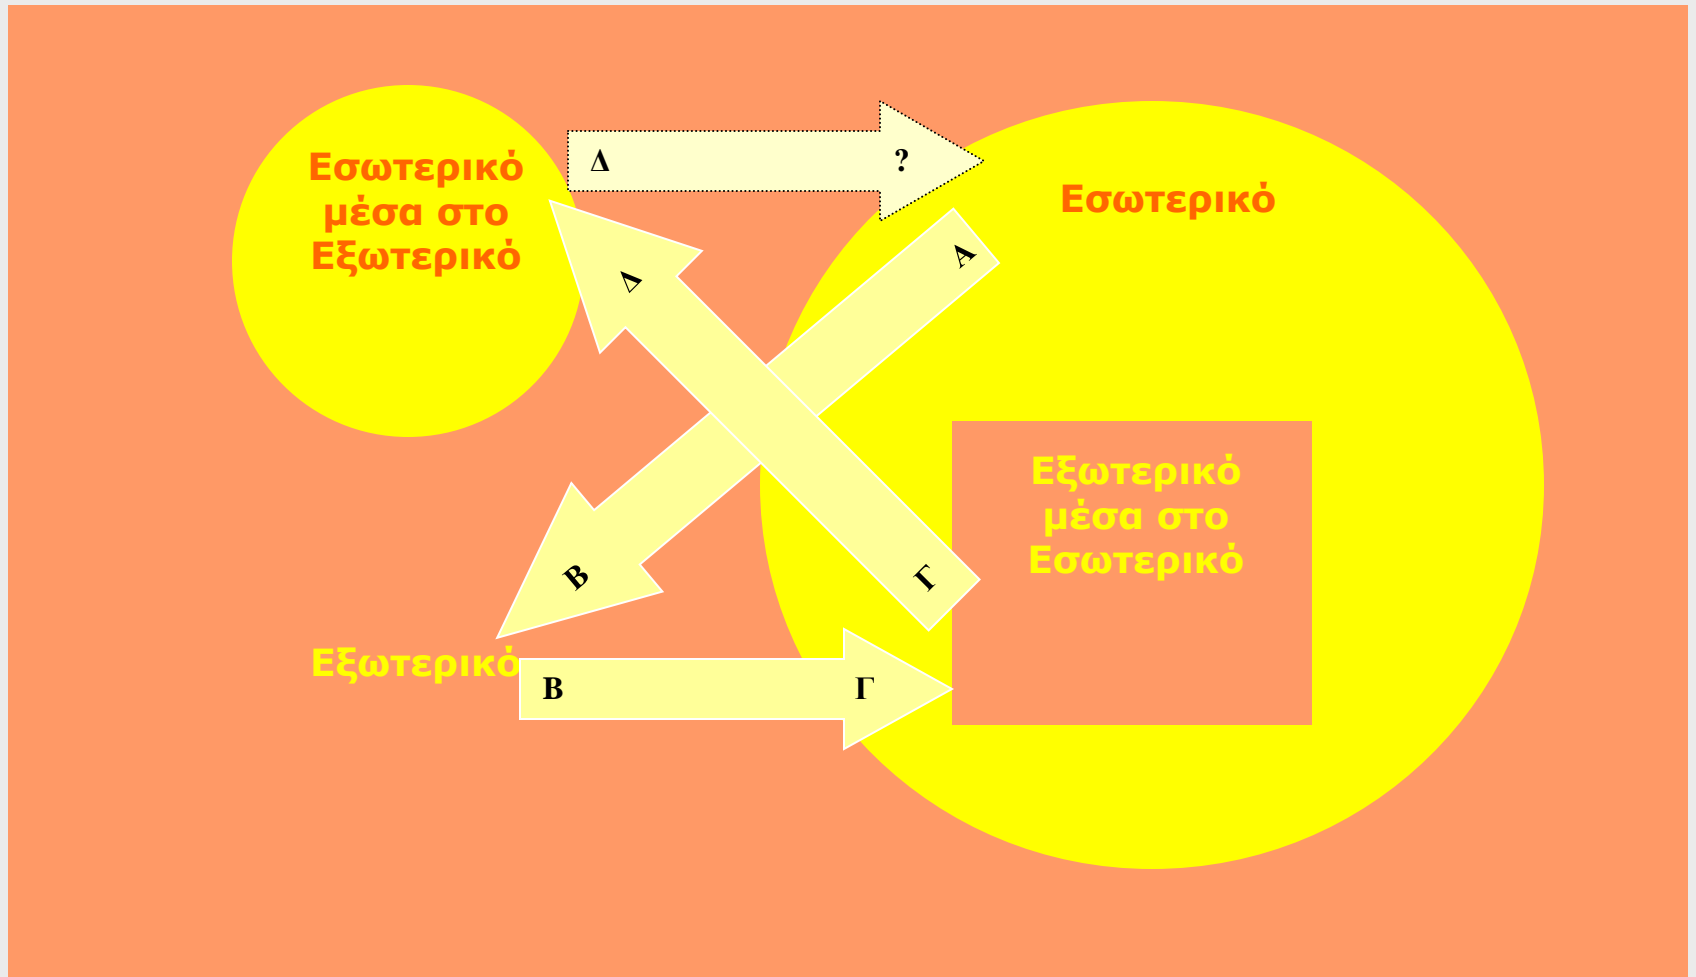 Εσωτερικό
μέσα στο
Εξωτερικό
Δ ?
Εσωτερικό
Α
Δ
Εξωτερικό
μέσα στο
Εσωτερικό
Β
Γ
Εξωτερικό
Β Γ